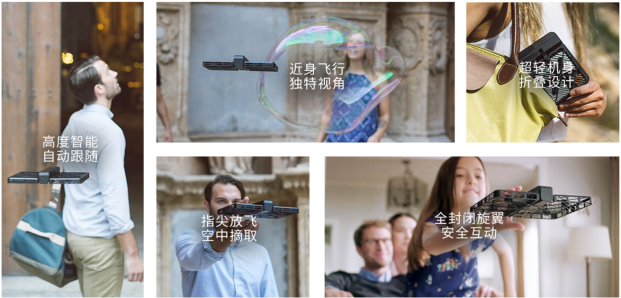 高度智能
自动跟随
近身飞行
独特视角
超轻机身
折叠设计
指尖放飞
空中摘取
全封闭旋翼
安全互动